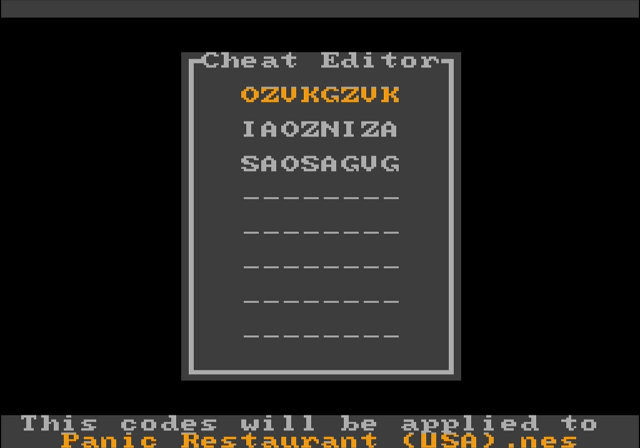 Cheat Editor
OZVKGZVK
IAOZNIZA
SAOSAGVG
--------
--------
--------
--------
--------
This codes will be applied to
Panic Restaurant (USA).nes